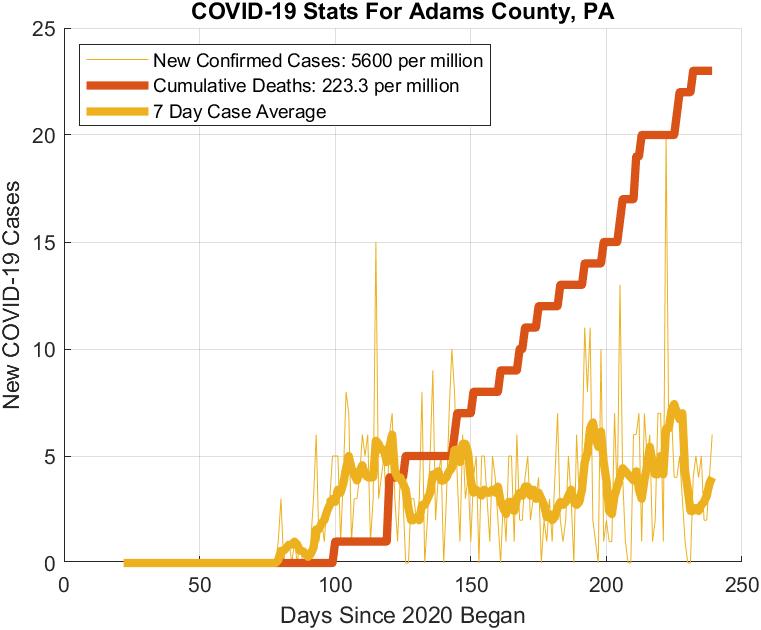 COVID-19 Stats For Adams County, PA
25
New Confirmed Cases: 5600 per million
Cumulative Deaths: 223.3 per million
7 Day Case Average
20
15
10
5
0
New COVID-19 Cases
0 50 100 150 200 250
Days Since 2020 Began